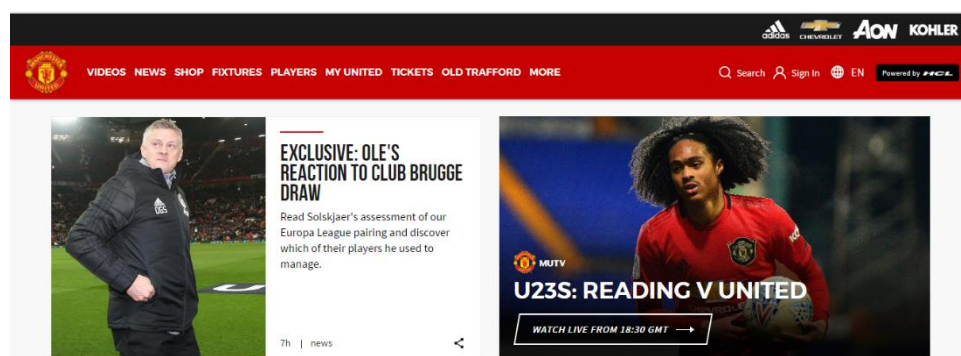 adidas CHEVROLET AON KOHLER
VIDEOS NEWS SHOP FIXTURES PLAYERS MY UNITED TICKETS OLD TRAFFORD MORE Search Sign In EN Powered by HCL
EXCLUSIVE: OLE'S
REACTION TO CLUB BRUGGE
DRAW
Read Solskjaer's assessment of our
Europa League pairing and discover
which of their players he used to
manage.
7h | news
OGS
MUTV
U23S: READING V UNITED
WATCH LIVE FROM 18:30 GMT →